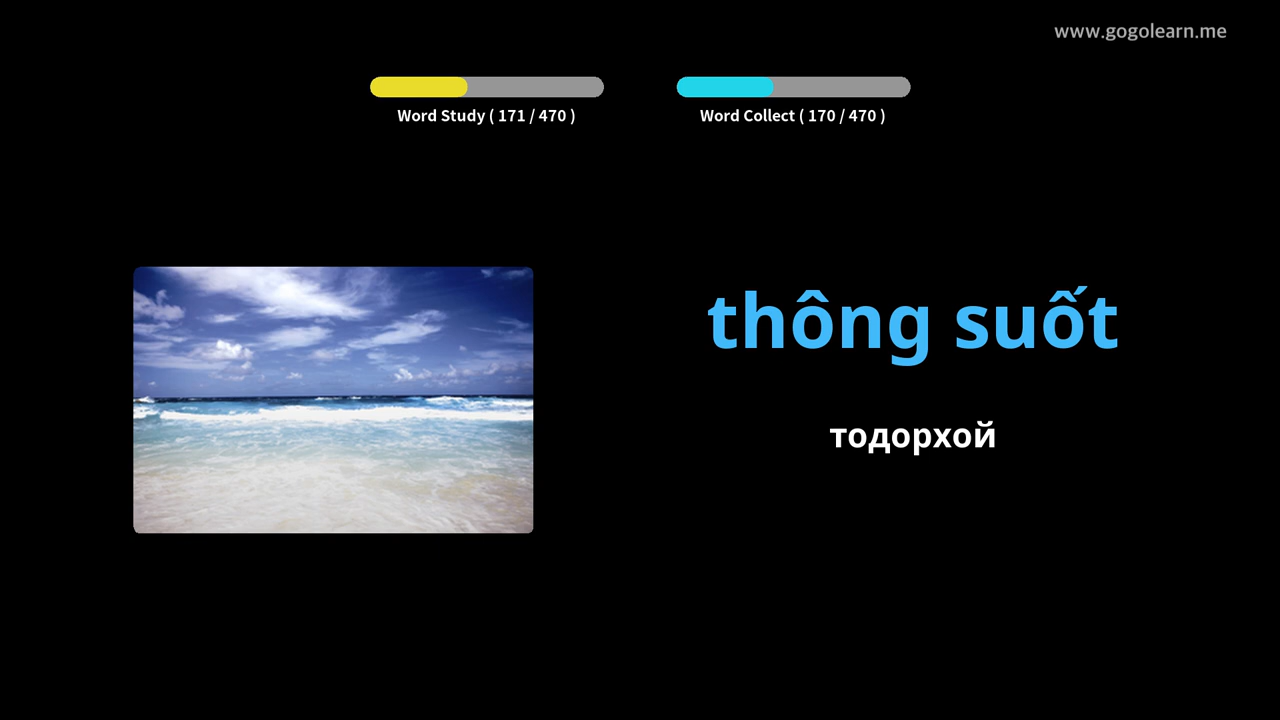 www.gogolearn.me
Word Study ( 171 / 470 )
Word Collect ( 170 / 470 )
thông suốt
тодорхой